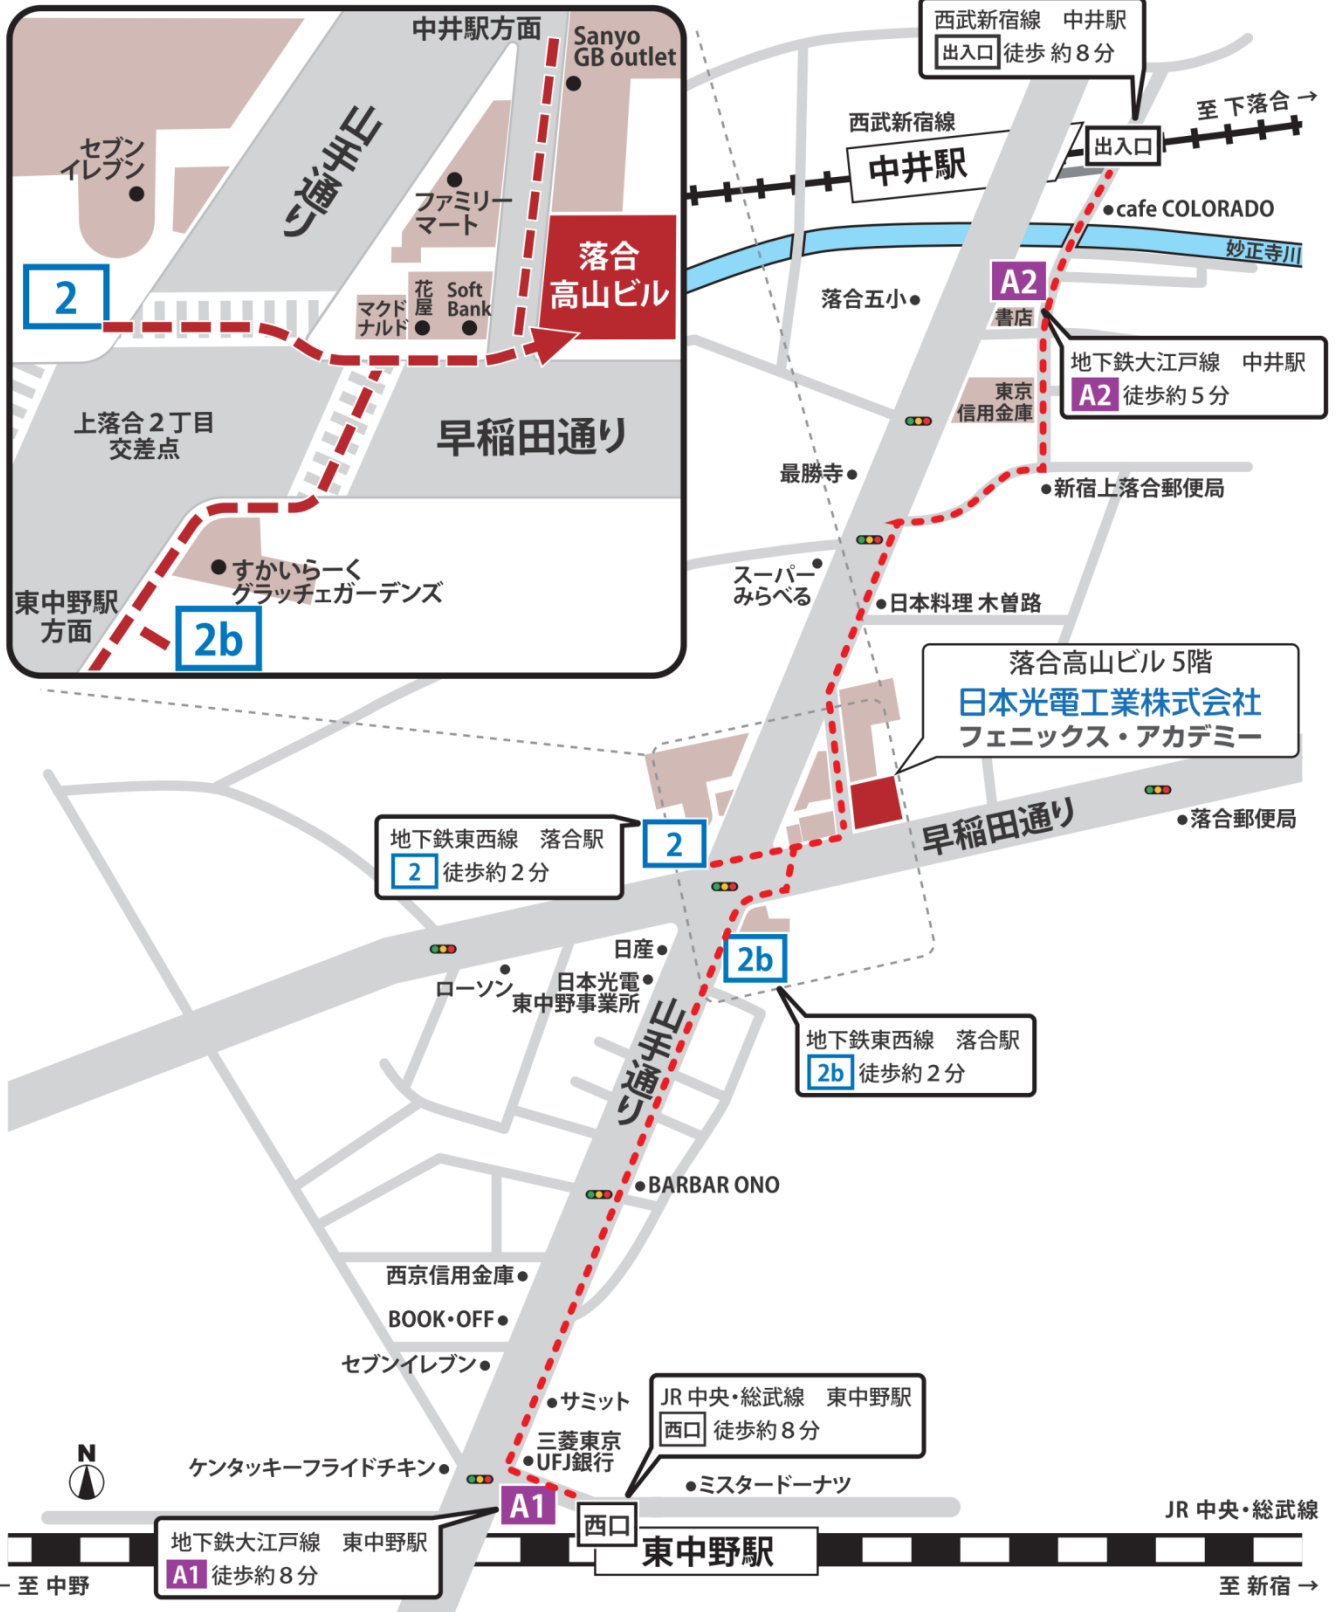 中井駅方面
Sanyo
GB outlet
山手通り
セブン
イレブン
ファミリー
マート
落合
高山ビル
2
マクド
ナルド
花屋
Soft
Bank
上落合2丁目
交差点
早稲田通り
すかいらーく
グラッチェガーデンズ
東中野駅
方面
2b
西武新宿線 中井駅
出入口 徒歩 約8分
至 下落合 →
西武新宿線
中井駅
出入口
cafe COLORADO
妙正寺川
A2
落合五小
書店
地下鉄大江戸線 中井駅
A2 徒歩約5分
東京
信用金庫
最勝寺
新宿上落合郵便局
スーパー
みらべる
日本料理 木曽路
落合高山ビル 5階
日本光電工業株式会社
フェニックス・アカデミー
早稲田通り
落合郵便局
地下鉄東西線 落合駅
2 徒歩約2分
2
2b
日産
ローソン
日本光電
東中野事業所
山手通り
地下鉄東西線 落合駅
2b 徒歩約2分
BARBAR ONO
西京信用金庫
BOOK・OFF
セブンイレブン
サミット
JR 中央・総武線 東中野駅
西口 徒歩約8分
三菱東京
UFJ銀行
N
ケンタッキーフライドチキン
ミスタードーナツ
A1
西口
JR 中央・総武線
地下鉄大江戸線 東中野駅
A1 徒歩約8分
東中野駅
← 至 中野
至 新宿 →